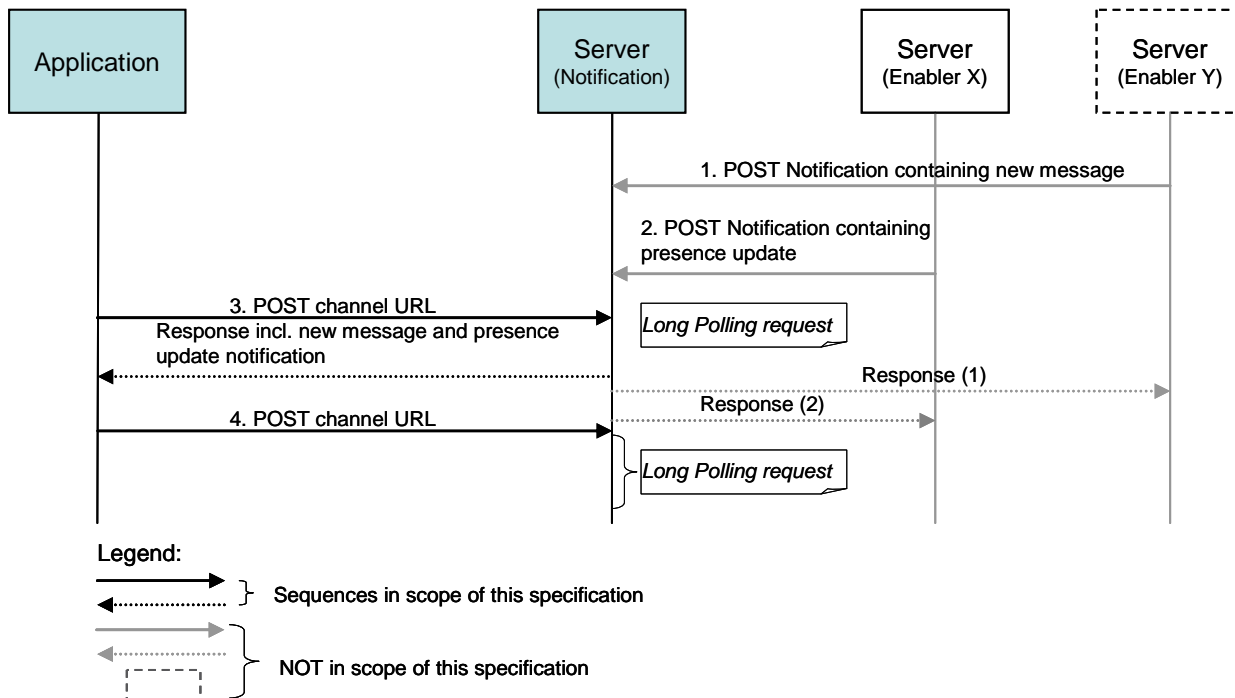 Application
Server
(Notification)
Server
(Enabler X)
Server
(Enabler Y)
1. POST Notification containing new message
2. POST Notification containing
presence update
3. POST channel URL
Long Polling request
Response incl. new message and presence
update notification
Response (1)
Response (2)
4. POST channel URL
Long Polling request
Legend:
Sequences in scope of this specification
NOT in scope of this specification